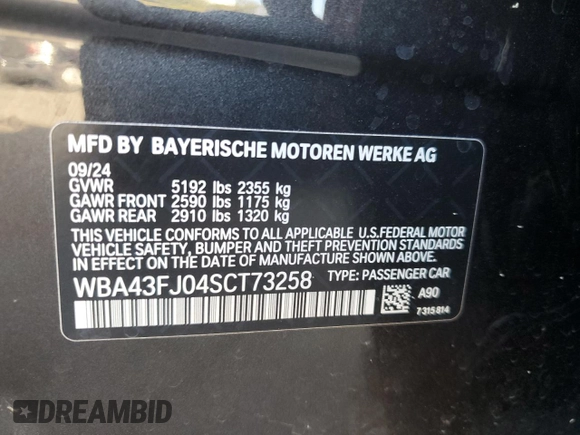 MFD BY BAYERISCHE MOTOREN WERKE AG
09/24
GVWR 5192 lbs 2355 kg
GAWR FRONT 2590 lbs 1175 kg
GAWR REAR 2910 lbs 1320 kg
THIS VEHICLE CONFORMS TO ALL APPLICABLE U.S.FEDERAL MOTOR
VEHICLE SAFETY, BUMPER AND THEFT PREVENTION STANDARDS
IN EFFECT ON THE DATE OF MANUFACTURE SHOWN ABOVE.
WBA43FJ04SCT73258 TYPE: PASSENGER CAR
A90
7315814
DREAMBID